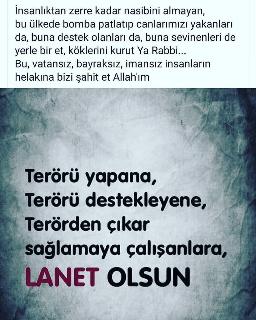 İnsanlıktan zerre kadar nasibini almayan,
bu ülkede bomba patlatıp canlarımızı yakanları
da, buna destek olanları da, buna sevinenleri de
yerle bir et, köklerini kurut Ya Rabbi...
Bu, vatansız, bayraksız, imansız insanların
helakına bizi şahit et Allah'ım
Terörü yapana,
Terörü destekleyene,
Terörden çıkar
sağlamaya çalışanlara,
LANET OLSUN